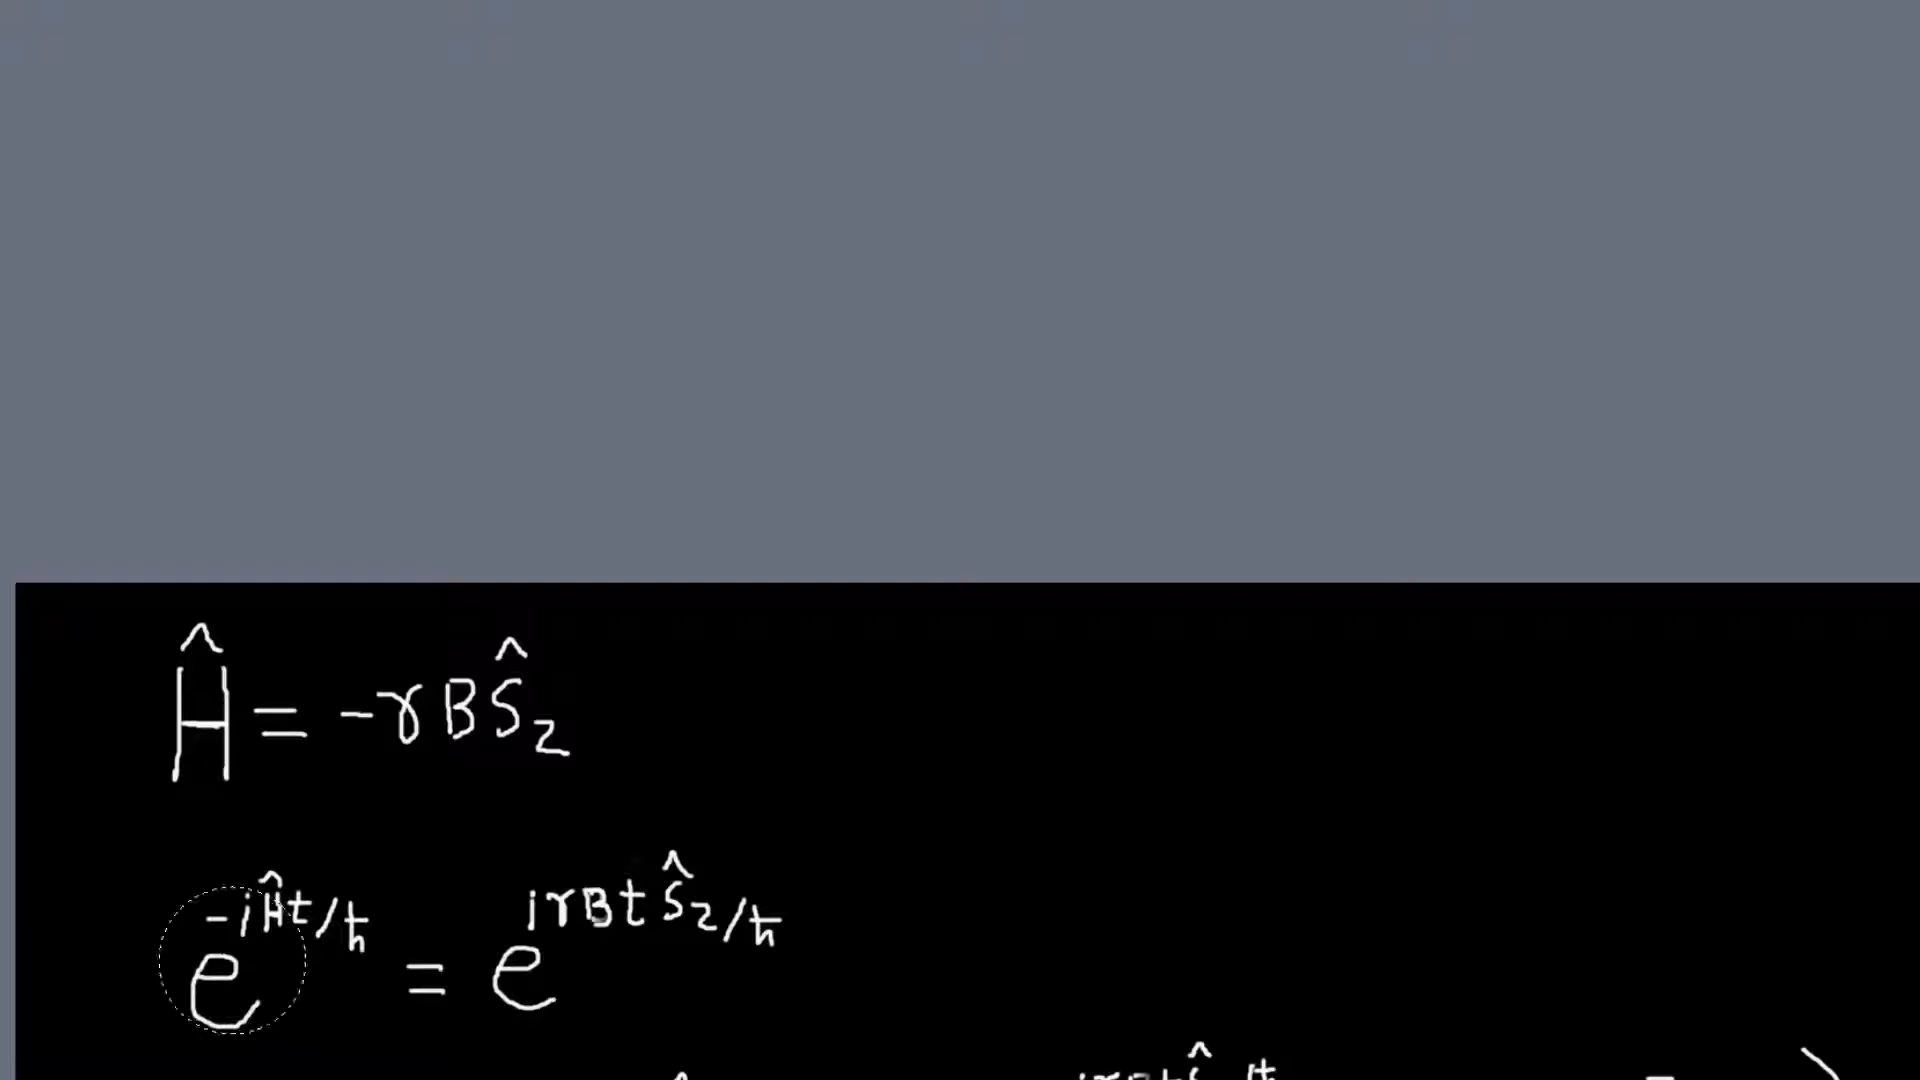 Ĥ = -γBŜz
e^{-iĤt/ħ} = e^{iγBtŜz/ħ}